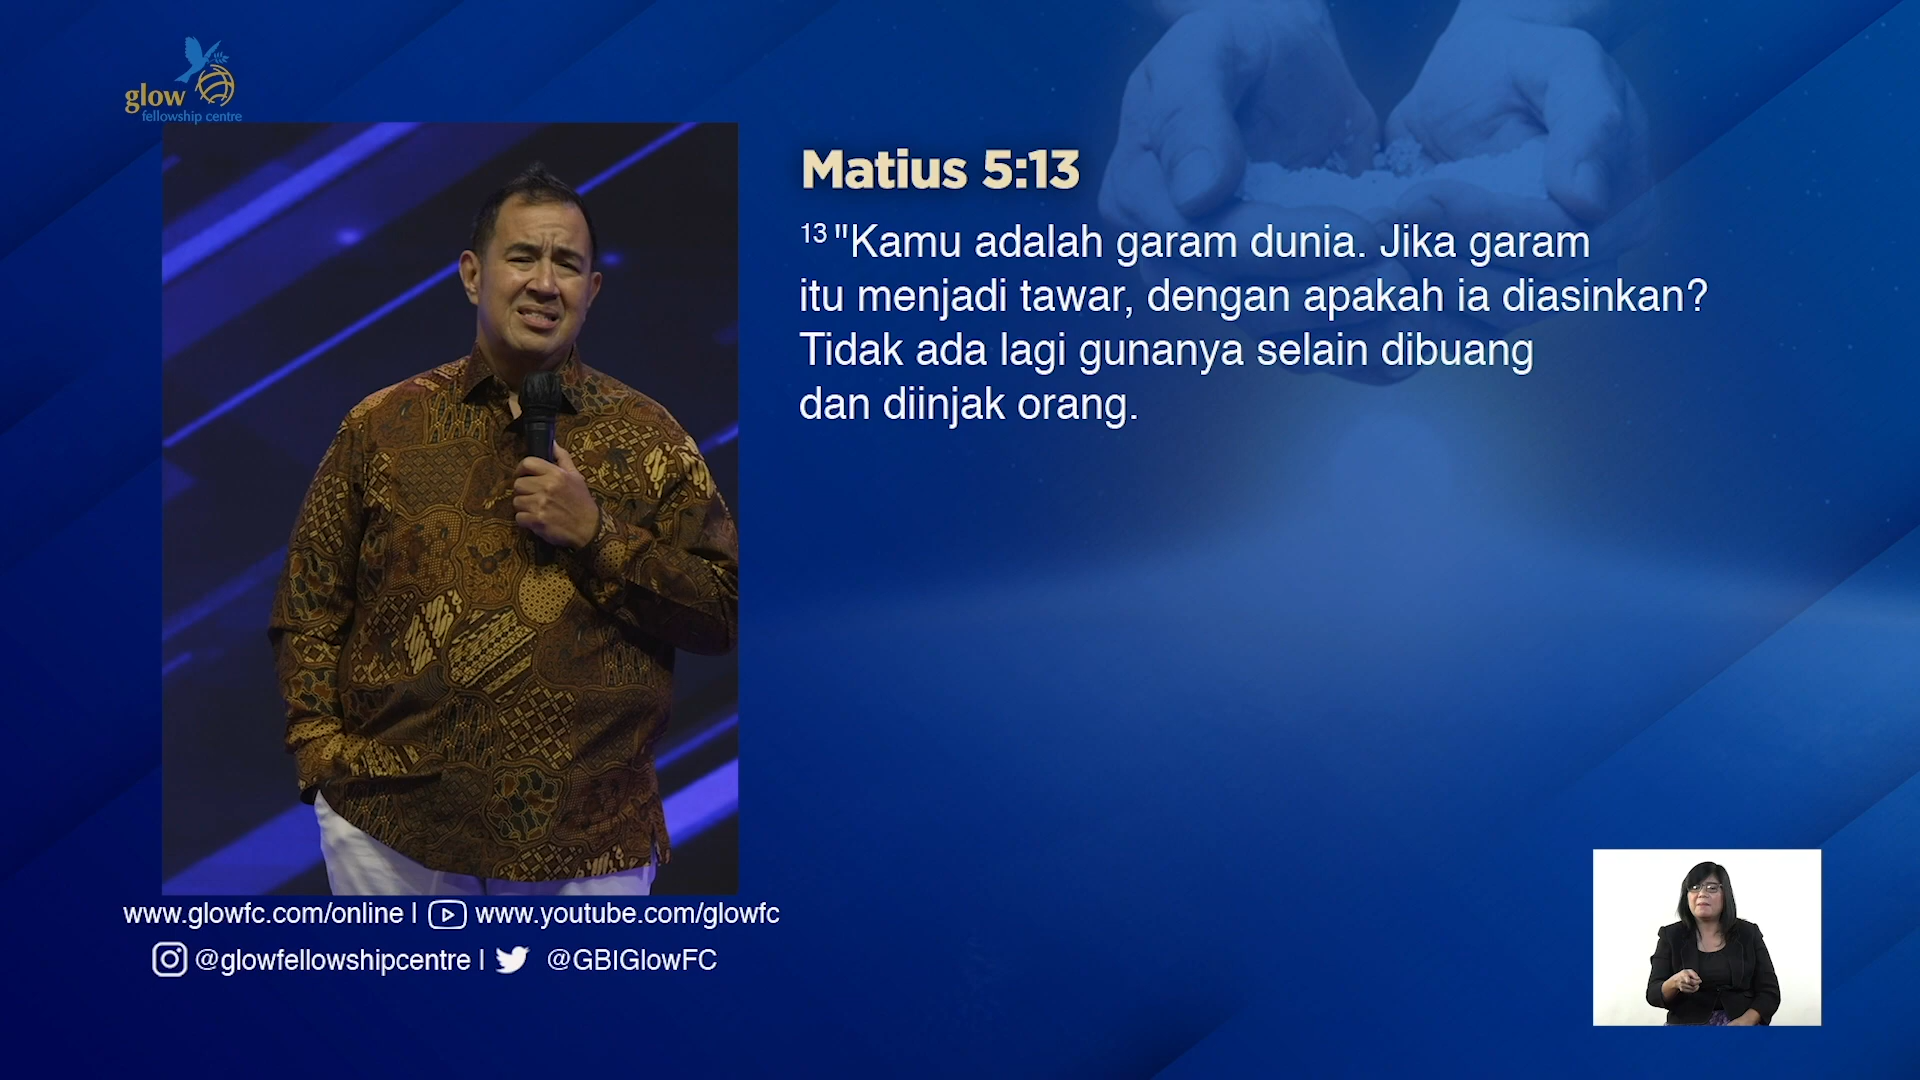 glow
fellowship centre
Matius 5:13
13 "Kamu adalah garam dunia. Jika garam
itu menjadi tawar, dengan apakah ia diasinkan?
Tidak ada lagi gunanya selain dibuang
dan diinjak orang.
www.glowfc.com/online | www.youtube.com/glowfc
@glowfellowshipcentre | @GBIGlowFC